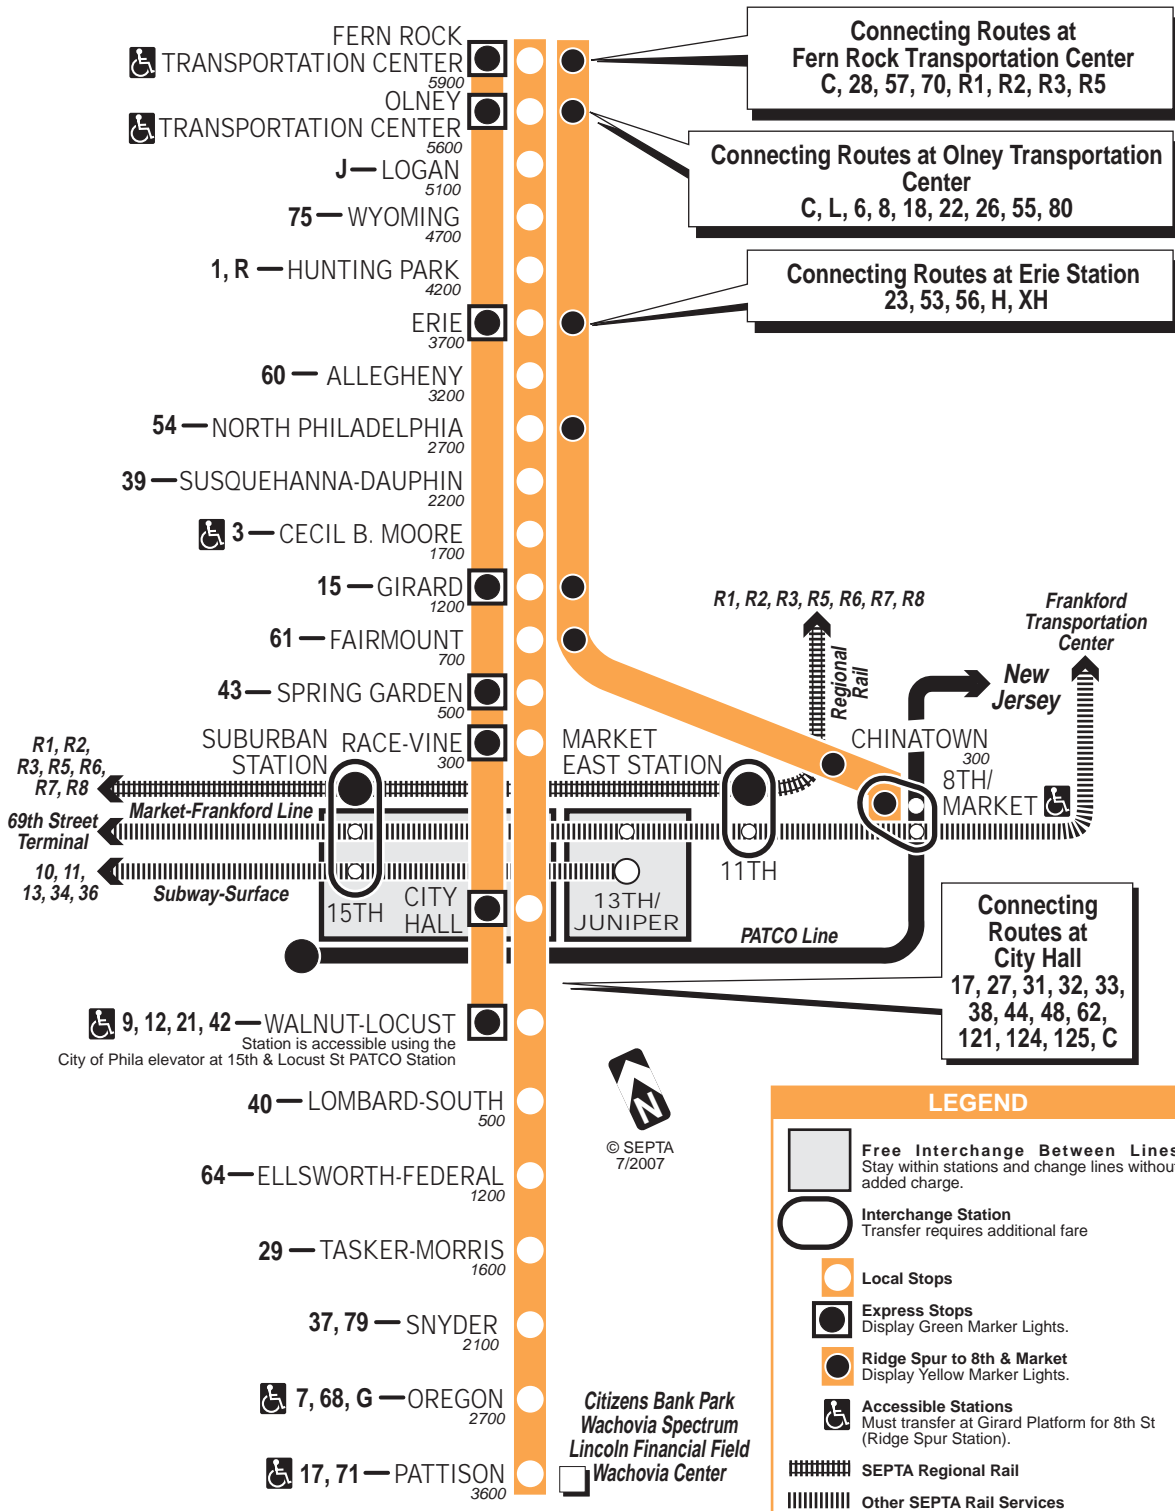 FERN ROCK
TRANSPORTATION CENTER
5900
OLNEY
TRANSPORTATION CENTER
5600
J — LOGAN
5100
75 — WYOMING
4700
1, R — HUNTING PARK
4200
ERIE
3700
60 — ALLEGHENY
3200
54 — NORTH PHILADELPHIA
2700
39 — SUSQUEHANNA-DAUPHIN
2200
3 — CECIL B. MOORE
1700
15 — GIRARD
1200
61 — FAIRMOUNT
700
43 — SPRING GARDEN
500
RACE-VINE
300
Connecting Routes at
Fern Rock Transportation Center
C, 28, 57, 70, R1, R2, R3, R5
Connecting Routes at Olney Transportation
Center
C, L, 6, 8, 18, 22, 26, 55, 80
Connecting Routes at Erie Station
23, 53, 56, H, XH
R1, R2, R3, R5, R6, R7, R8
Regional
Rail
Frankford
Transportation
Center
New
Jersey
SUBURBAN
STATION
MARKET
EAST STATION
CHINATOWN
300
8TH/
MARKET
R1, R2,
R3, R5, R6,
R7, R8
Market-Frankford Line
69th Street
Terminal
10, 11,
13, 34, 36
Subway-Surface
15TH
CITY
HALL
13TH/
JUNIPER
11TH
PATCO Line
Connecting
Routes at
City Hall
17, 27, 31, 32, 33,
38, 44, 48, 62,
121, 124, 125, C
9, 12, 21, 42 — WALNUT-LOCUST
Station is accessible using the
City of Phila elevator at 15th & Locust St PATCO Station
40 — LOMBARD-SOUTH
500
64 — ELLSWORTH-FEDERAL
1200
29 — TASKER-MORRIS
1600
37, 79 — SNYDER
2100
7, 68, G — OREGON
2700
17, 71 — PATTISON
3600
N
© SEPTA
7/2007
Citizens Bank Park
Wachovia Spectrum
Lincoln Financial Field
Wachovia Center
LEGEND
Free Interchange Between Lines
Stay within stations and change lines without
added charge.
Interchange Station
Transfer requires additional fare
Local Stops
Express Stops
Display Green Marker Lights.
Ridge Spur to 8th & Market
Display Yellow Marker Lights.
Accessible Stations
Must transfer at Girard Platform for 8th St
(Ridge Spur Station).
SEPTA Regional Rail
Other SEPTA Rail Services